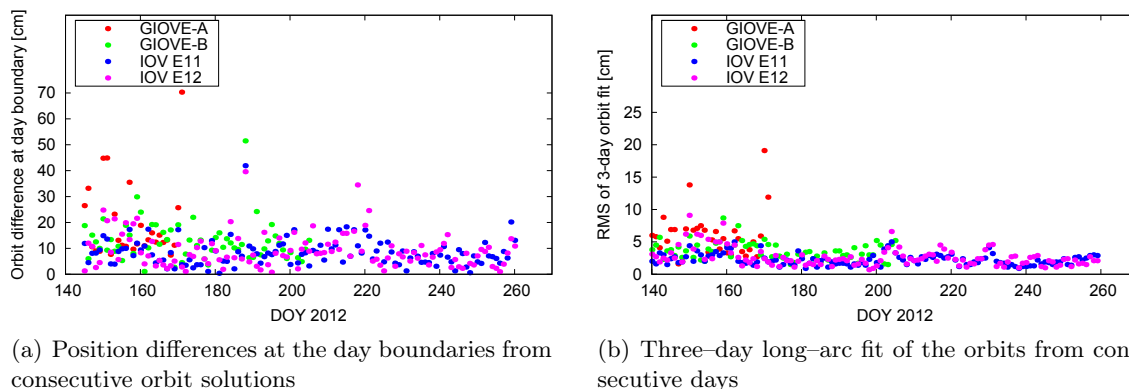 GIOVE-A
GIOVE-B
IOV E11
IOV E12
Orbit difference at day boundary [cm]
70
60
50
40
30
20
10
0
140 160 180 200 220 240 260
DOY 2012
(a) Position differences at the day boundaries from
consecutive orbit solutions
GIOVE-A
GIOVE-B
IOV E11
IOV E12
RMS of 3-day orbit fit [cm]
25
20
15
10
5
0
140 160 180 200 220 240 260
DOY 2012
(b) Three–day long–arc fit of the orbits from con
secutive days